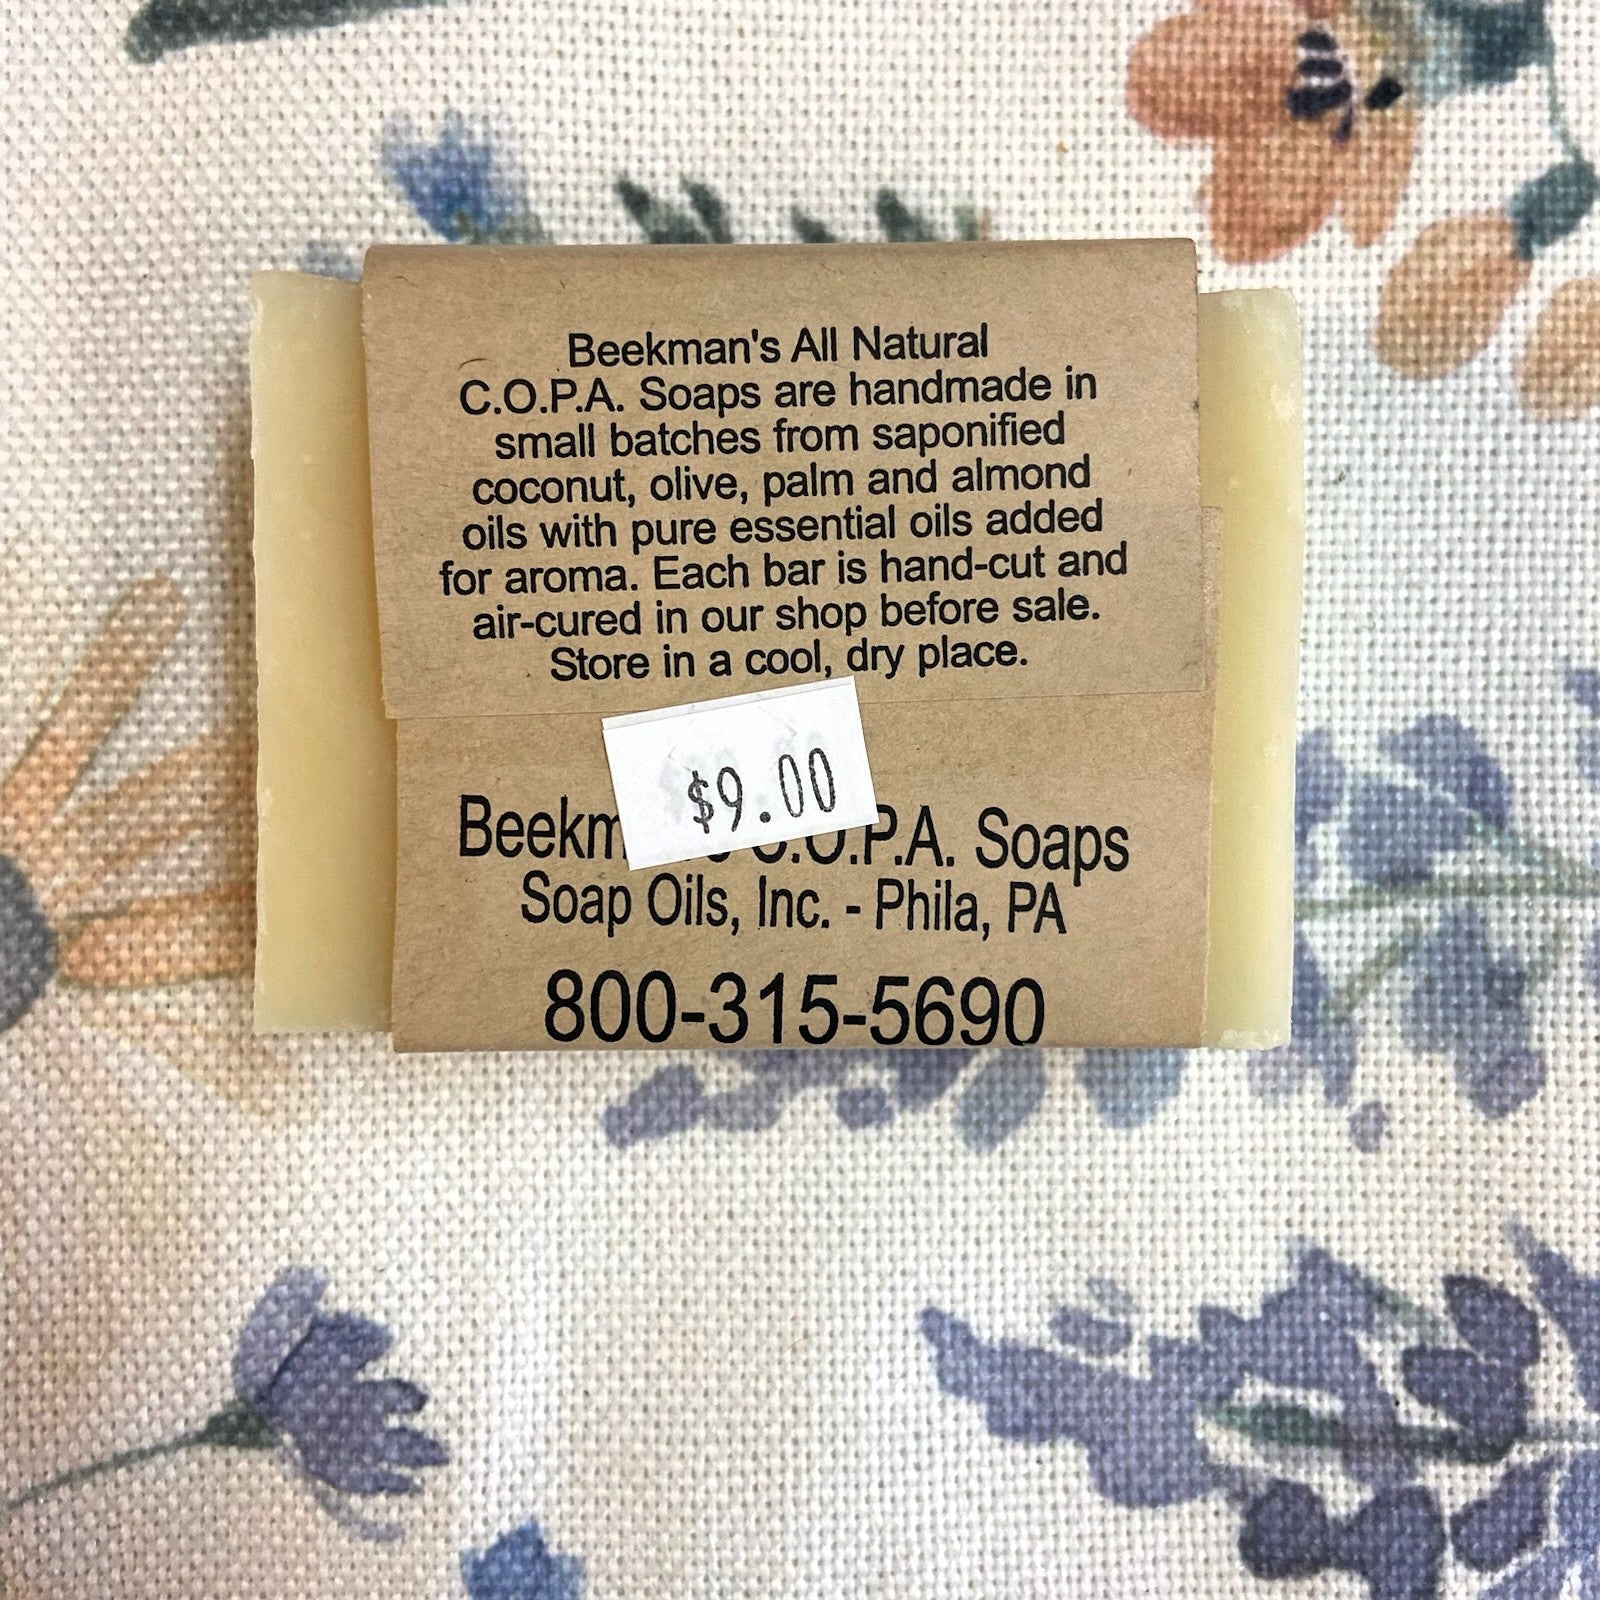 Beekman's All Natural
C.O.P.A. Soaps are handmade in
small batches from saponified
coconut, olive, palm and almond
oils with pure essential oils added
for aroma. Each bar is hand-cut and
air-cured in our shop before sale.
Store in a cool, dry place.
$9.00
C.O.P.A. Soaps
Soap Oils, Inc. - Phila, PA
800-315-5690